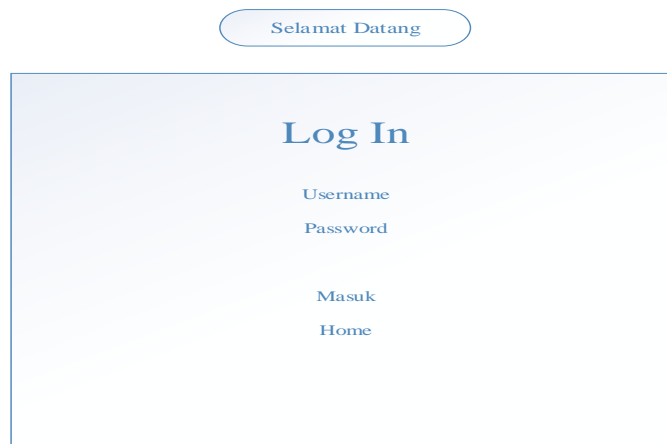 Selamat Datang
Log In
Username
Password
Masuk
Home